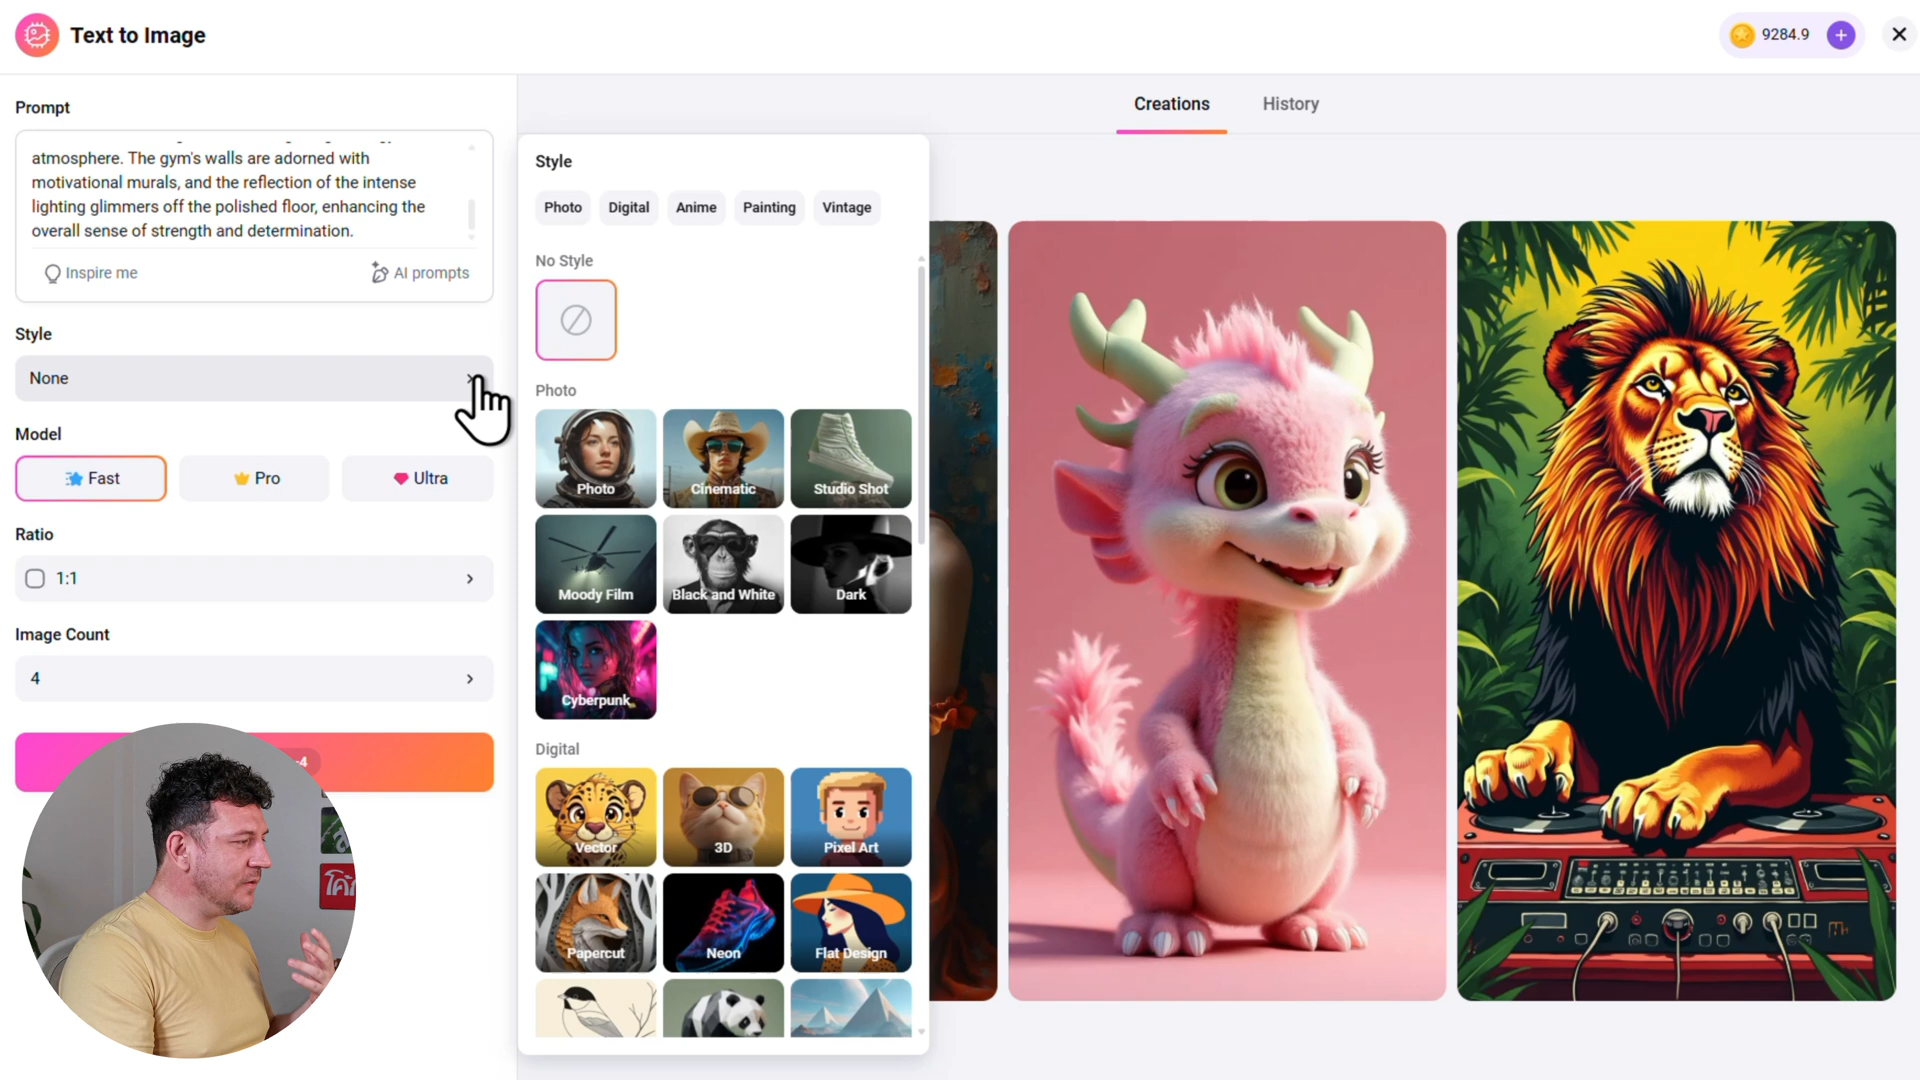 Text to Image
9284.9
Prompt
atmosphere. The gym's walls are adorned with
motivational murals, and the reflection of the intense
lighting glimmers off the polished floor, enhancing the
overall sense of strength and determination.
Inspire me
AI prompts
Style
None
Model
Fast
Pro
Ultra
Ratio
1:1
Image Count
4
Style
Photo
Digital
Anime
Painting
Vintage
No Style
Photo
Photo
Cinematic
Studio Shot
Moody Film
Black and White
Dark
Cyberpunk
Digital
Vector
3D
Pixel Art
Papercut
Neon
Flat Design
Creations
History